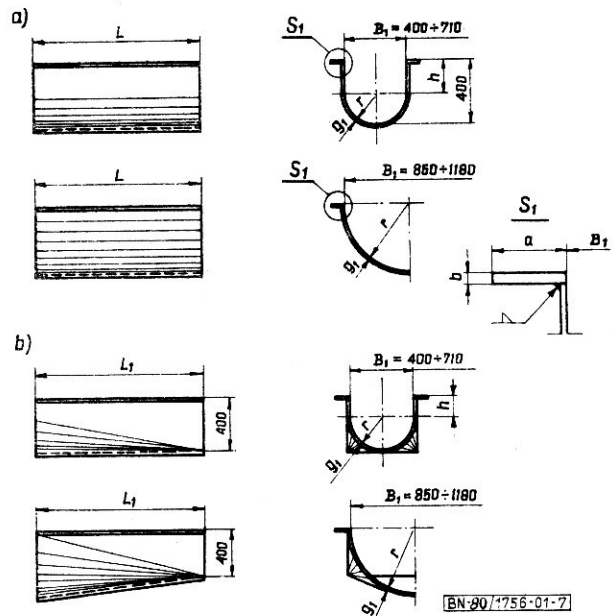 a)
L
S₁
B₁ = 400÷710
h
400
r
g₁
L
S₁
B₁ = 850÷1180
r
g₁
S₁
a
B₁
b
b)
L₁
400
B₁ = 400÷710
h
r
g₁
L₁
400
B₁ = 850÷1180
r
g₁
BN-80/1756-01-7